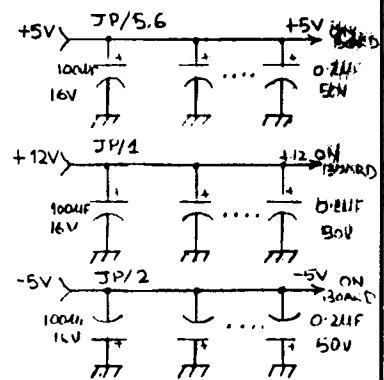 JP/5.6
+5V +5V ON
BOARD
100uF 0.2UF
16V 50V
JP/1
+12V +12 ON
BOARD
100UF 0.2UF
16V 50V
JP/2
-5V -5V ON
BOARD
100U 0.2UF
16V 50V